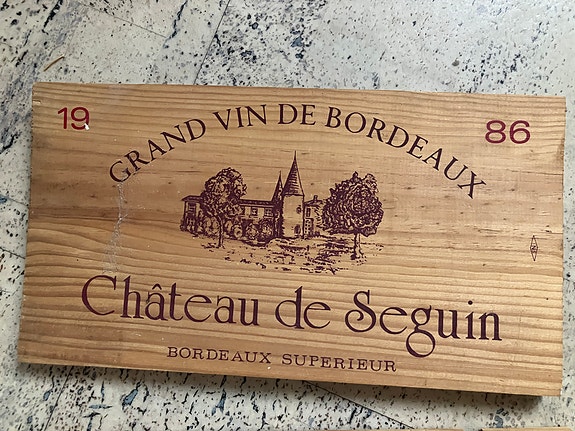 19 86
GRAND VIN DE BORDEAUX
Château de Seguin
BORDEAUX SUPERIEUR